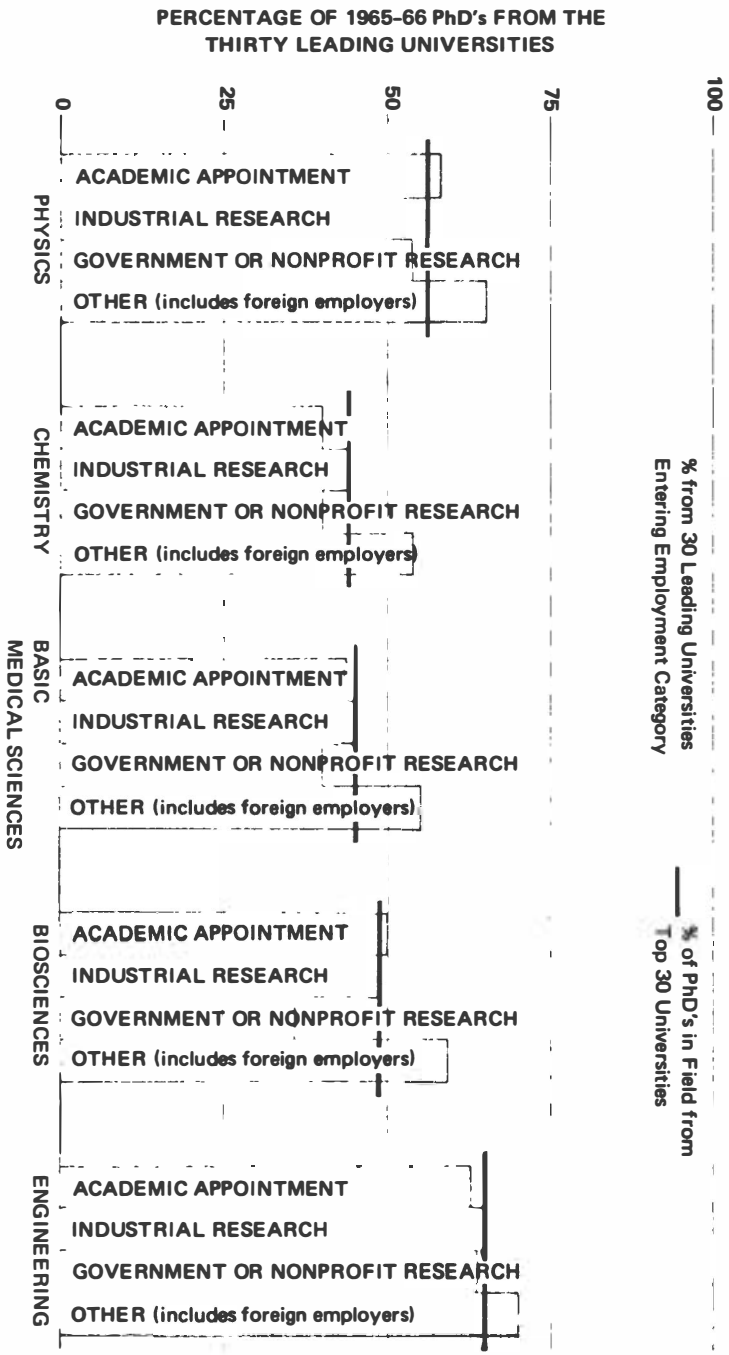 PERCENTAGE OF 1965-66 PhD's FROM THE
THIRTY LEADING UNIVERSITIES
0
25
50
75
100
% from 30 Leading Universities
Entering Employment Category
% of PhD's in Field from
Top 30 Universities
PHYSICS
ACADEMIC APPOINTMENT
INDUSTRIAL RESEARCH
GOVERNMENT OR NONPROFIT RESEARCH
OTHER (includes foreign employers)
CHEMISTRY
ACADEMIC APPOINTMENT
INDUSTRIAL RESEARCH
GOVERNMENT OR NONPROFIT RESEARCH
OTHER (includes foreign employers)
BASIC
MEDICAL SCIENCES
ACADEMIC APPOINTMENT
INDUSTRIAL RESEARCH
GOVERNMENT OR NONPROFIT RESEARCH
OTHER (includes foreign employers)
BIOSCIENCES
ACADEMIC APPOINTMENT
INDUSTRIAL RESEARCH
GOVERNMENT OR NONPROFIT RESEARCH
OTHER (includes foreign employers)
ENGINEERING
ACADEMIC APPOINTMENT
INDUSTRIAL RESEARCH
GOVERNMENT OR NONPROFIT RESEARCH
OTHER (includes foreign employers)